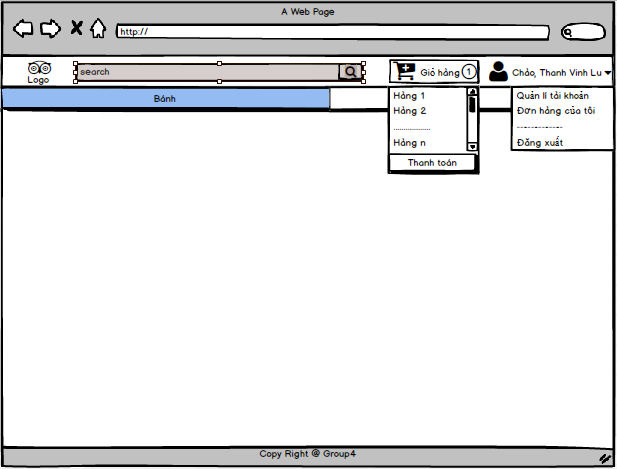 A Web Page
http://
Logo
search
Giỏ hàng 1
Chào, Thanh Vinh Lu
Bánh
Hàng 1
Hàng 2
...................
Hàng n
Thanh toán
Quản lí tài khoản
Đơn hàng của tôi
---------------
Đăng xuất
Copy Right @ Group4